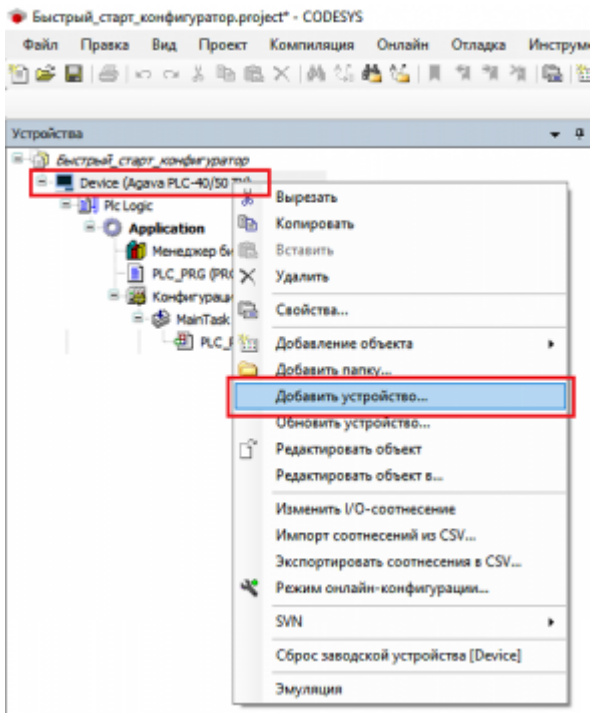 Быстрый_старт_конфигуратор.project* - CODESYS
Файл Правка Вид Проект Компиляция Онлайн Отладка
Устройства
Быстрый_старт_конфигуратор
Device (Agava PLC-40/50
Plc Logic
Application
Менеджер
PLC_PRG
MainTask
Вырезать
Копировать
Вставить
Удалить
Свойства...
Добавление объекта
Добавить папку...
Добавить устройство...
Обновить устройство...
Редактировать объект
Редактировать объект в...
Изменить I/O-соотнесение
Импорт соотнесений из CSV...
Экспортировать соотнесения в CSV...
Режим онлайн-конфигурации...
SVN
Сброс заводской устройства [Device]
Эмуляция